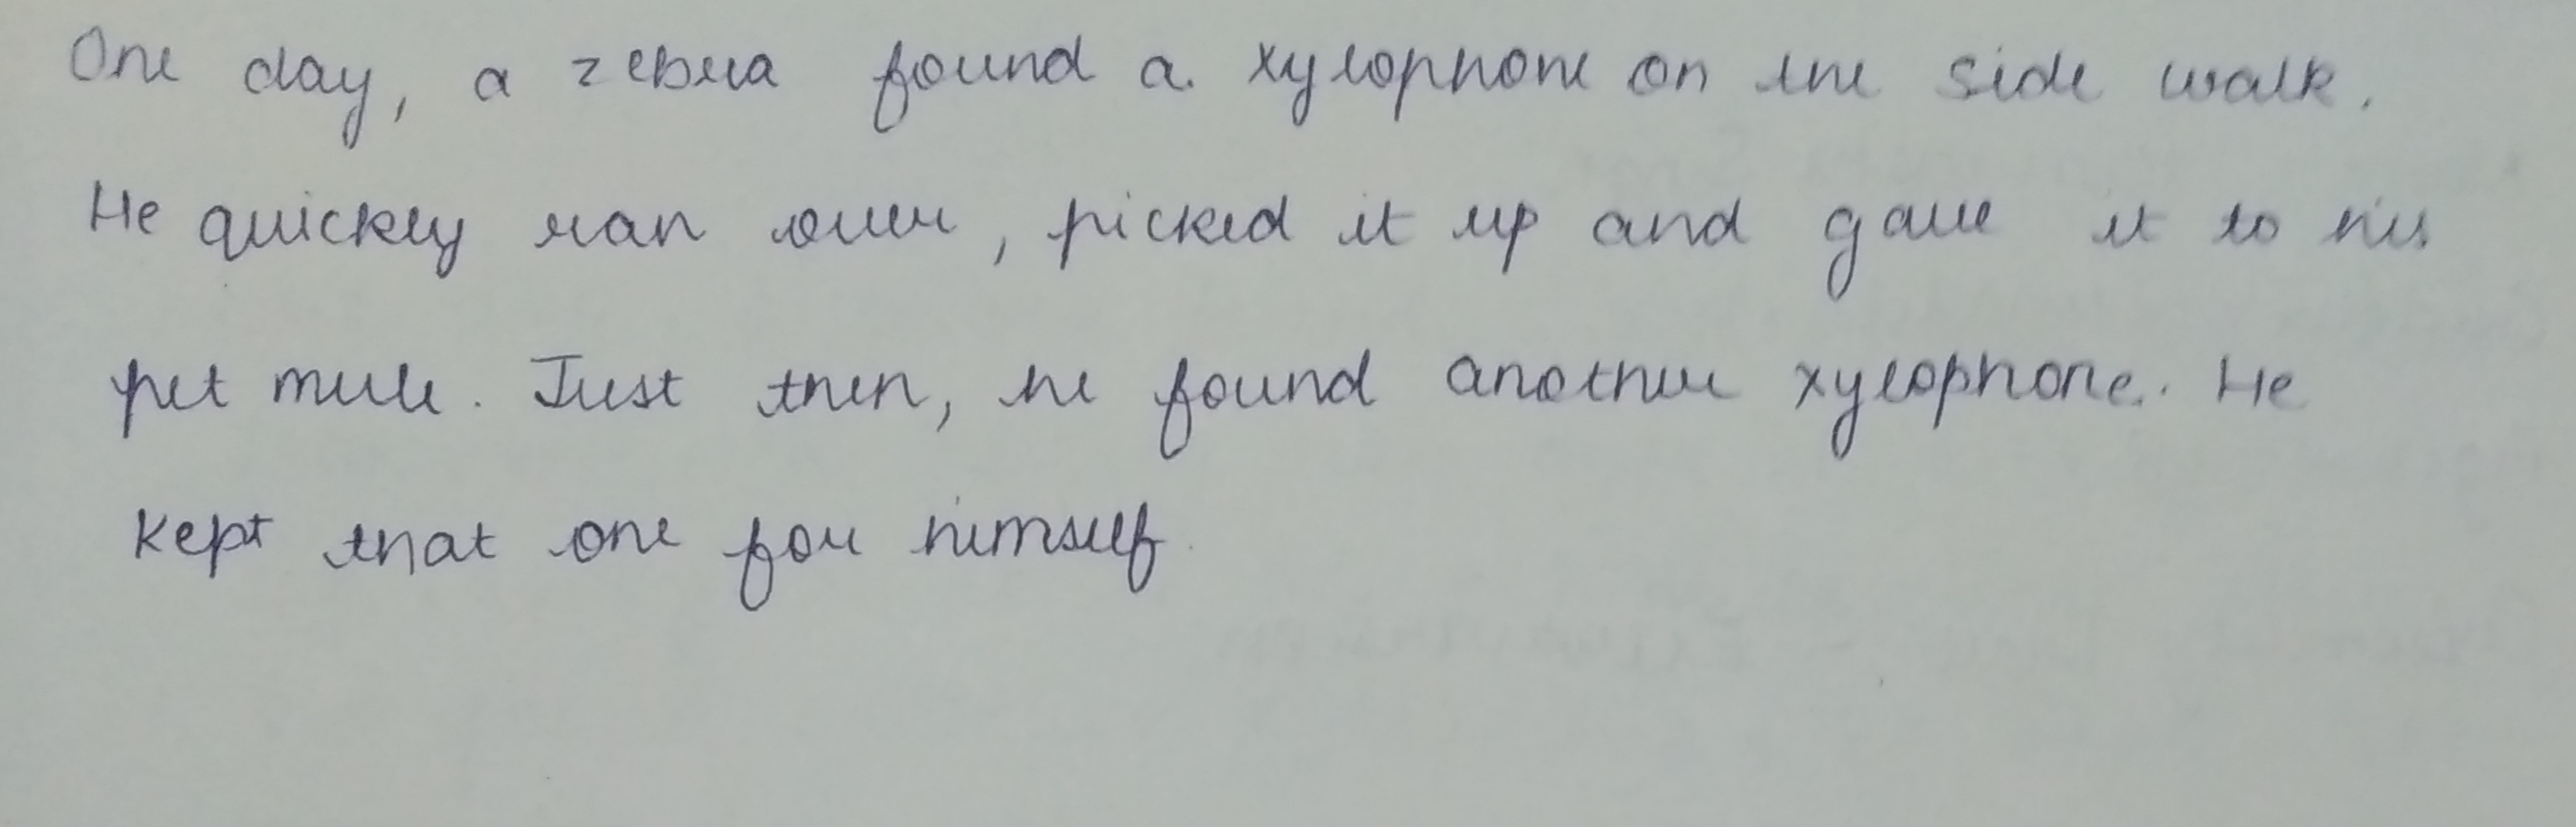 One day, a zebra found a. xylophone on the side walk.
He quickly ran over, picked it up and gave it to his
pet mule. Just then, he found another xylophone. He
kept that one for himself.